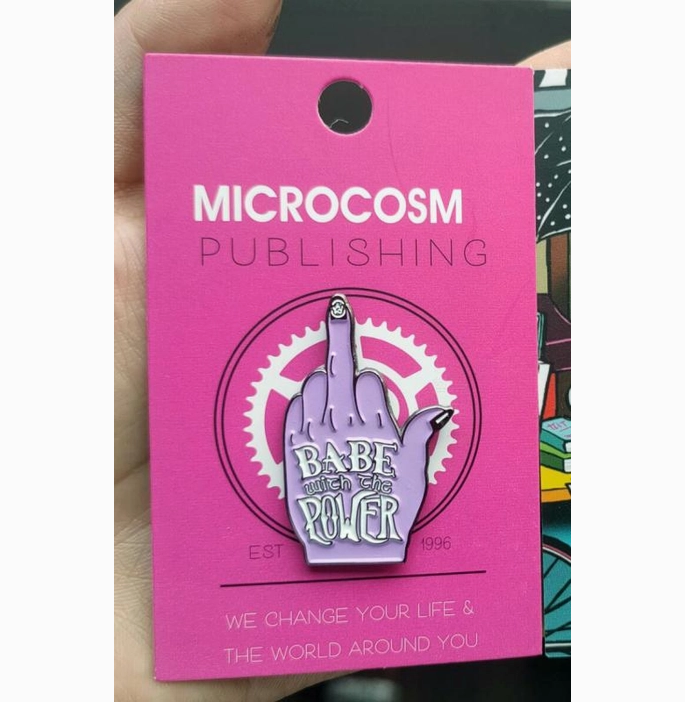 MICROCOSM
PUBLISHING
BABE
with the
POWER
EST 1996
WE CHANGE YOUR LIFE &
THE WORLD AROUND YOU